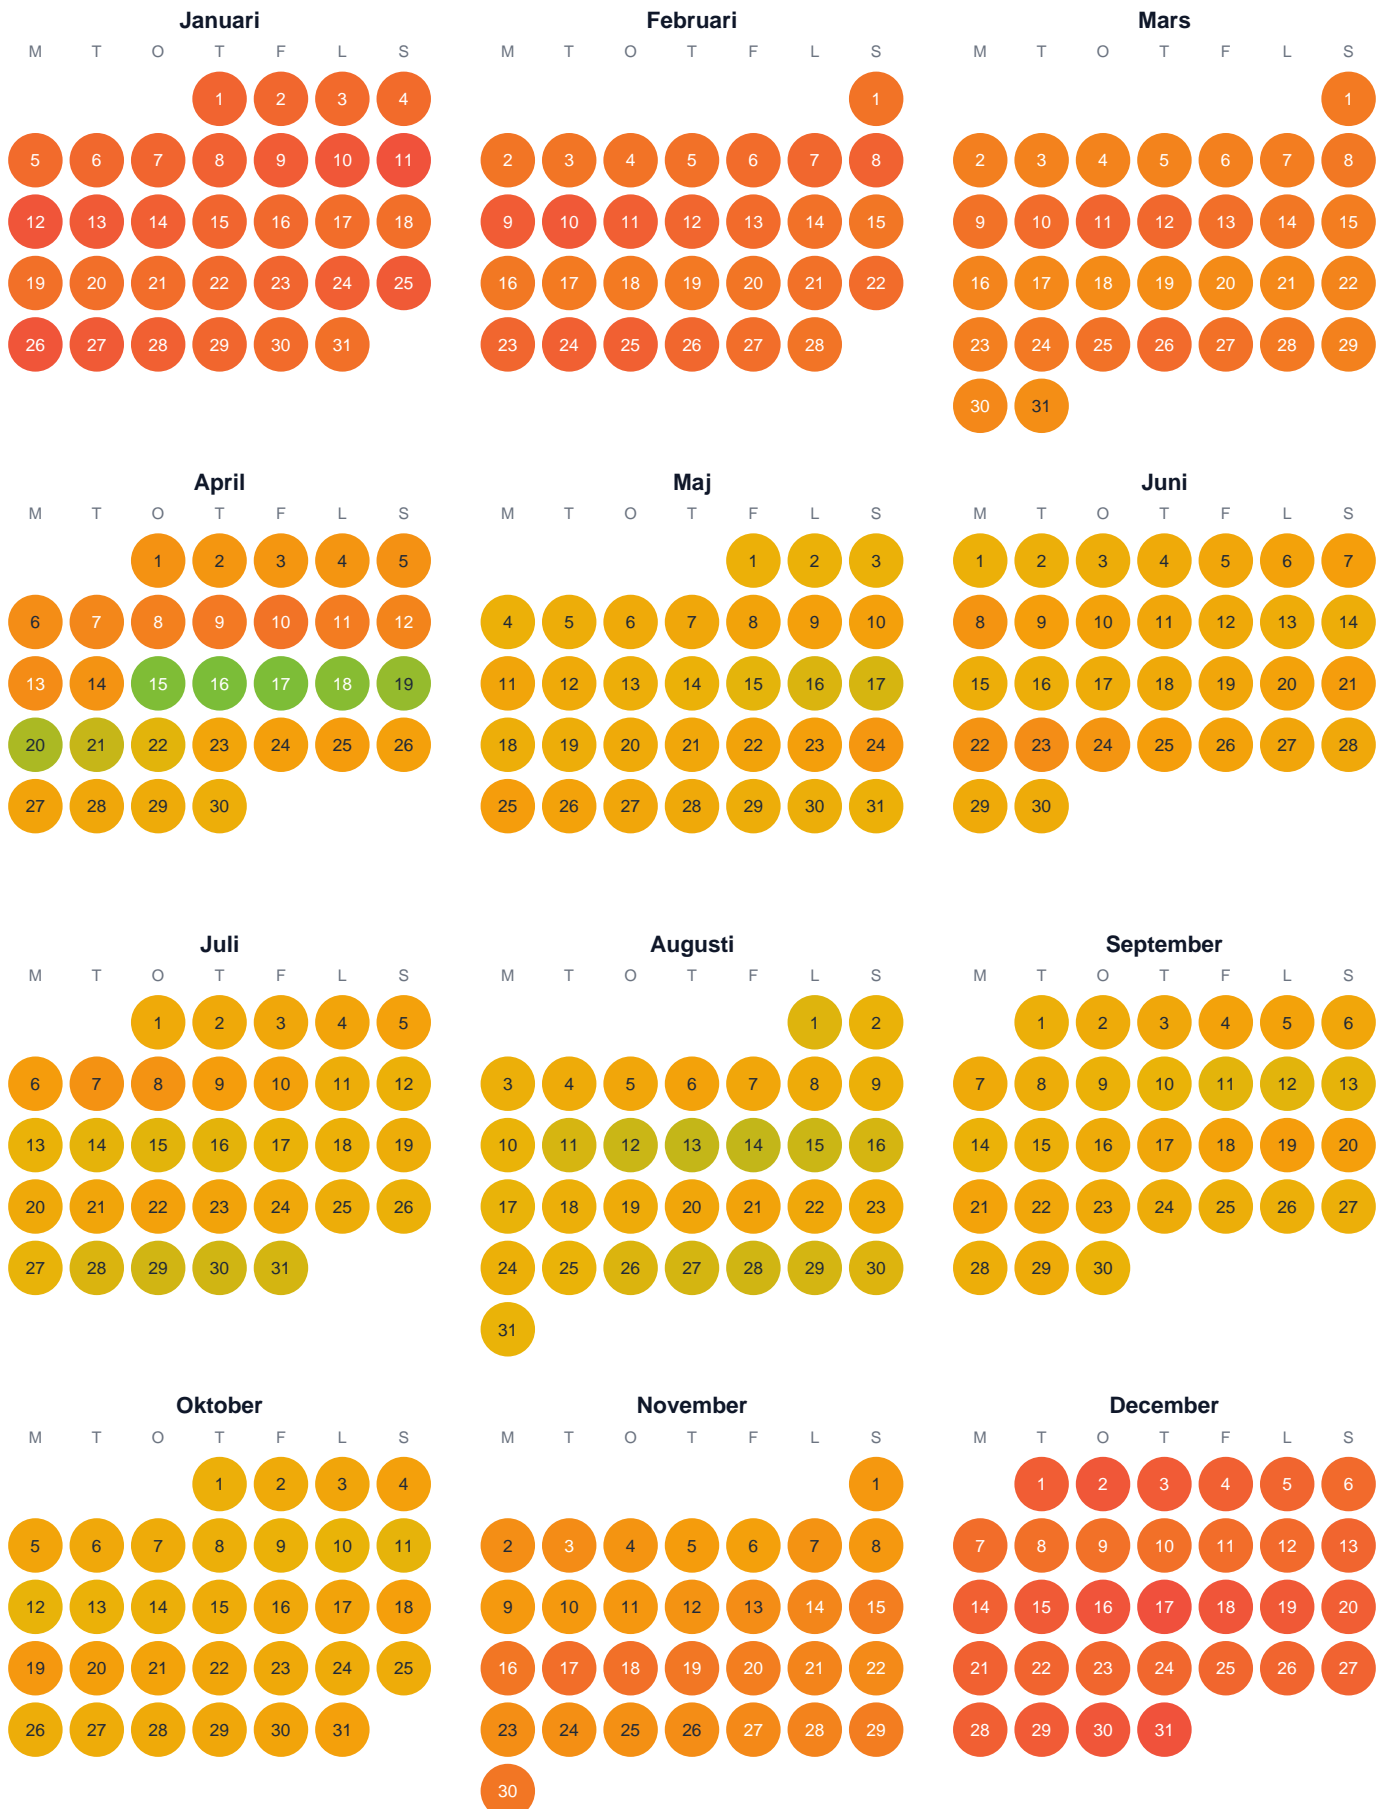 Januari Februari Mars
M T O T F L S M T O T F L S M T O T F L S
1 2 3 4 1 1
5 6 7 8 9 10 11 2 3 4 5 6 7 8 2 3 4 5 6 7 8
12 13 14 15 16 17 18 9 10 11 12 13 14 15 9 10 11 12 13 14 15
19 20 21 22 23 24 25 16 17 18 19 20 21 22 16 17 18 19 20 21 22
26 27 28 29 30 31 23 24 25 26 27 28 23 24 25 26 27 28 29
30 31
April Maj Juni
M T O T F L S M T O T F L S M T O T F L S
1 2 3 4 5 1 2 3 1 2 3 4 5 6 7
6 7 8 9 10 11 12 4 5 6 7 8 9 10 8 9 10 11 12 13 14
13 14 15 16 17 18 19 11 12 13 14 15 16 17 15 16 17 18 19 20 21
20 21 22 23 24 25 26 18 19 20 21 22 23 24 22 23 24 25 26 27 28
27 28 29 30 25 26 27 28 29 30 31 29 30
Juli Augusti September
M T O T F L S M T O T F L S M T O T F L S
1 2 3 4 5 1 2 1 2 3 4 5 6
6 7 8 9 10 11 12 3 4 5 6 7 8 9 7 8 9 10 11 12 13
13 14 15 16 17 18 19 10 11 12 13 14 15 16 14 15 16 17 18 19 20
20 21 22 23 24 25 26 17 18 19 20 21 22 23 21 22 23 24 25 26 27
27 28 29 30 31 24 25 26 27 28 29 30 28 29 30
31
Oktober November December
M T O T F L S M T O T F L S M T O T F L S
1 2 3 4 1 1 2 3 4 5 6
5 6 7 8 9 10 11 2 3 4 5 6 7 8 7 8 9 10 11 12 13
12 13 14 15 16 17 18 9 10 11 12 13 14 15 14 15 16 17 18 19 20
19 20 21 22 23 24 25 16 17 18 19 20 21 22 21 22 23 24 25 26 27
26 27 28 29 30 31 23 24 25 26 27 28 29 28 29 30 31
30